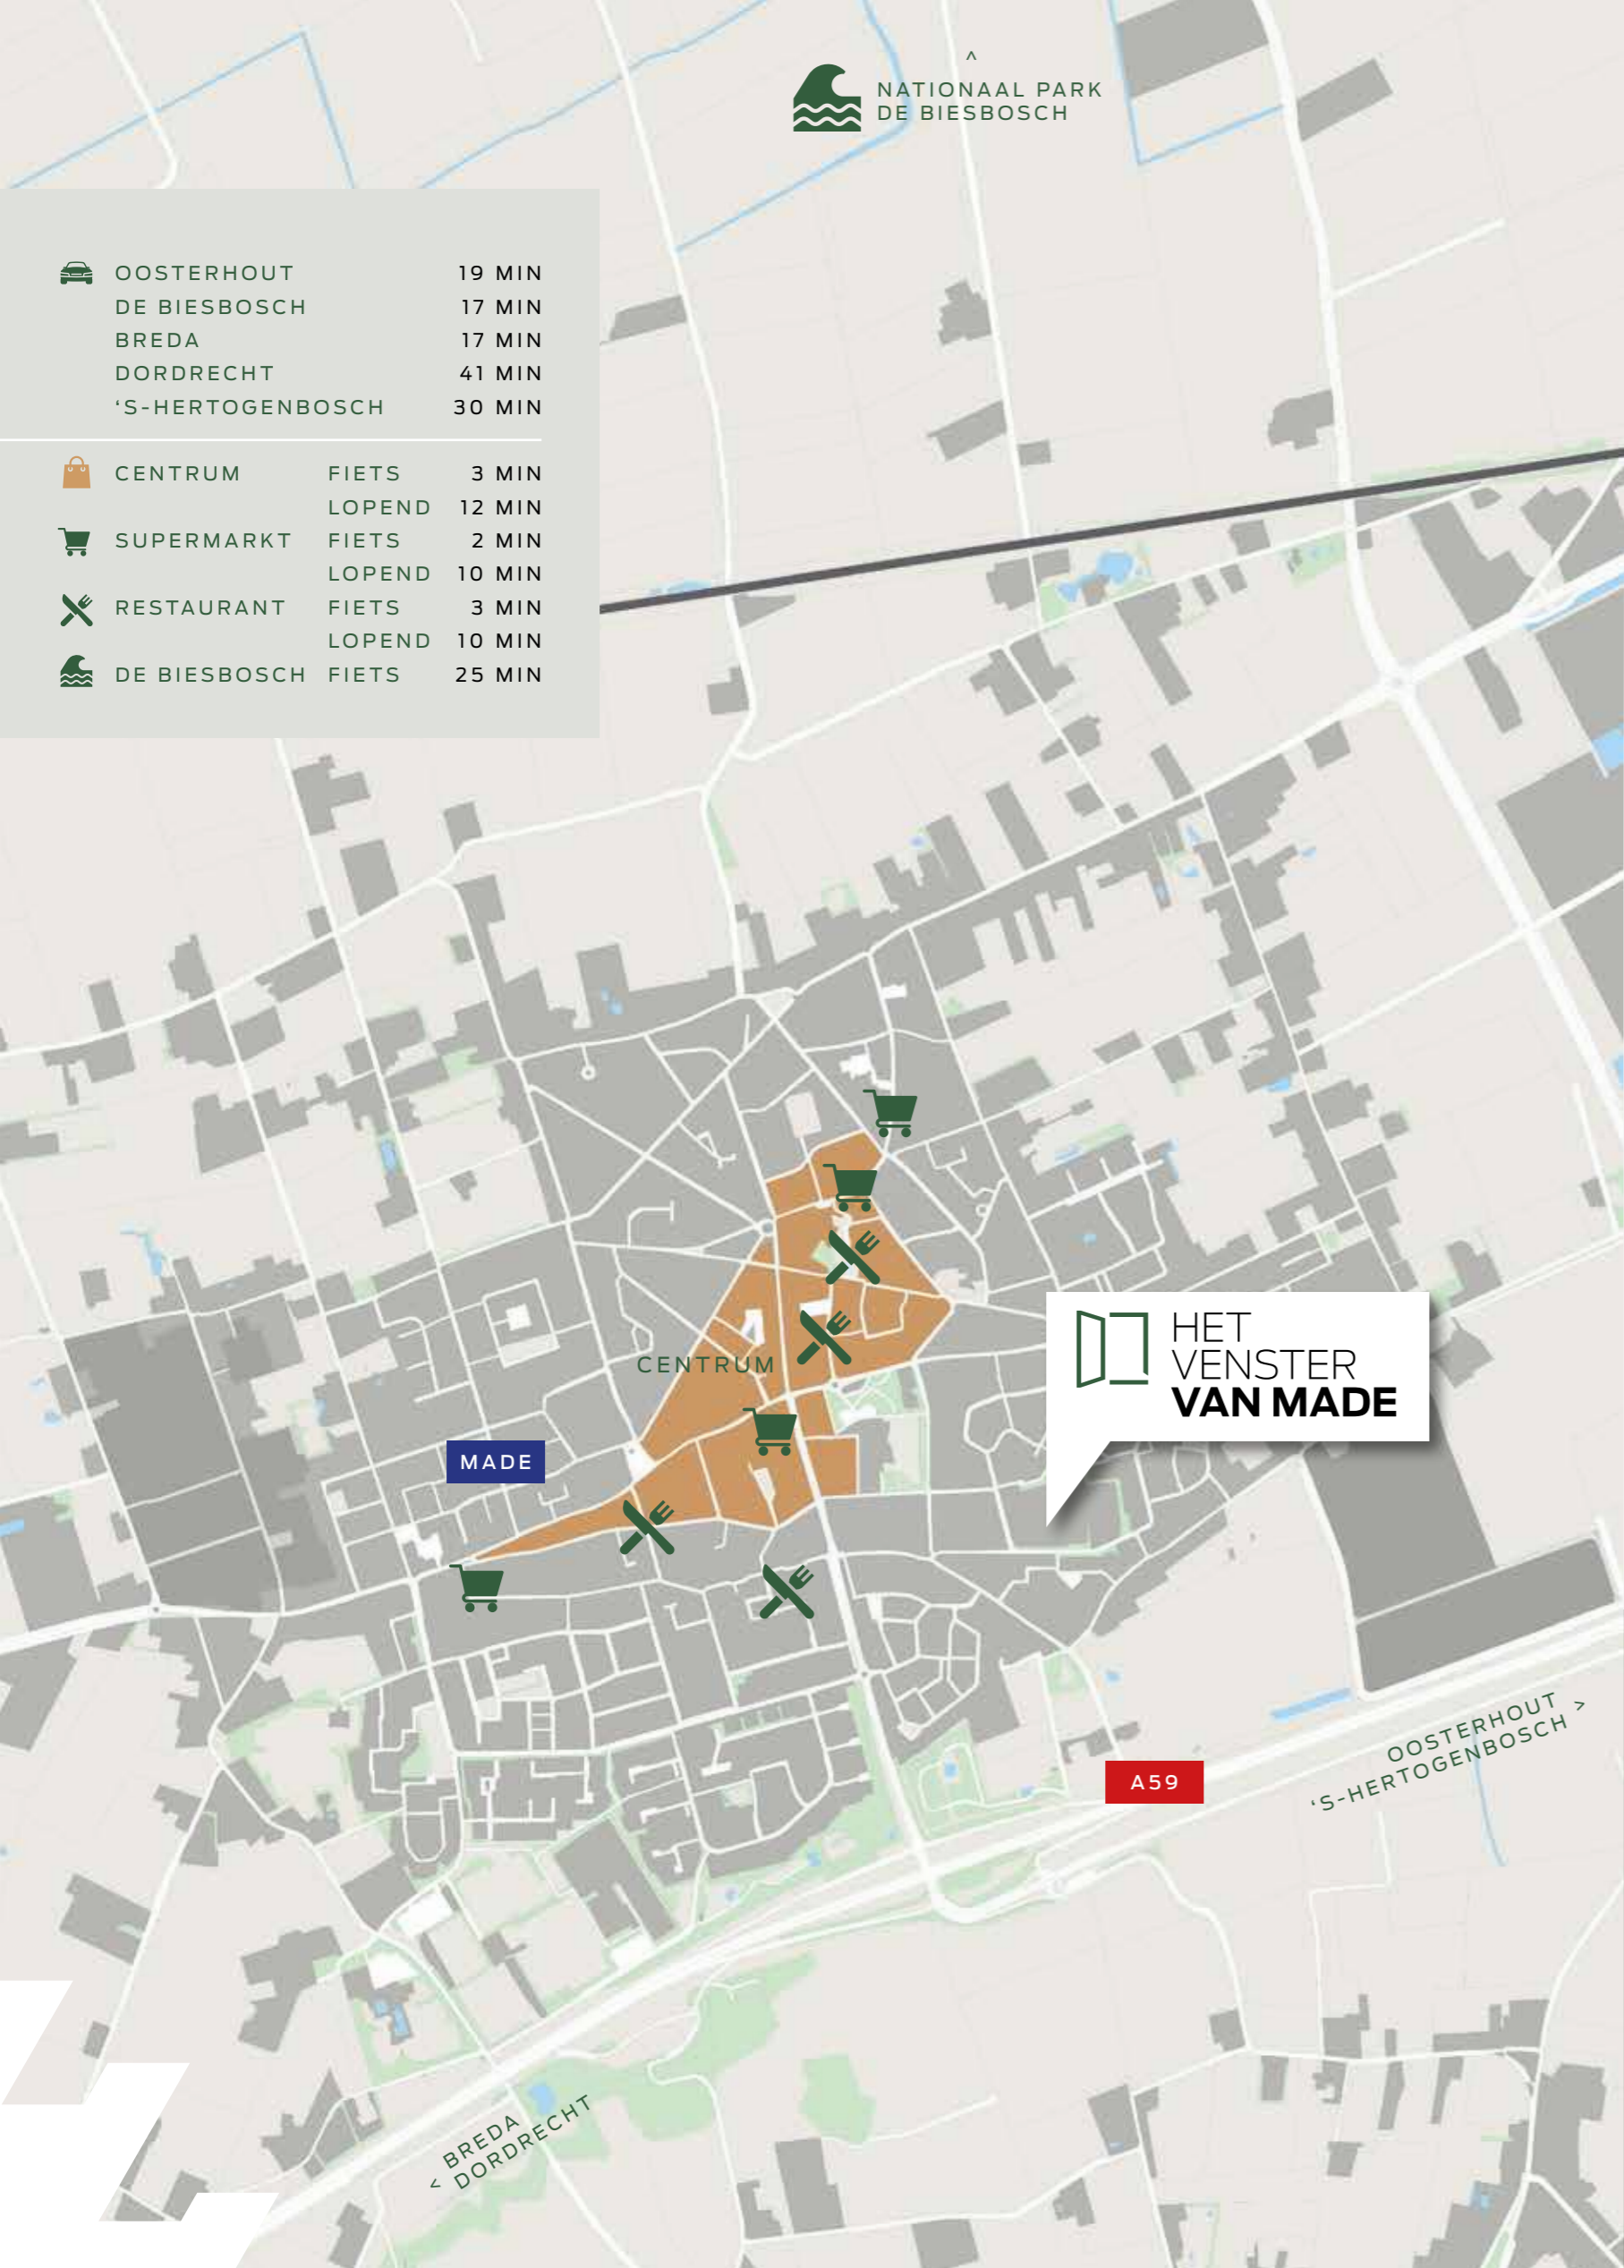 ^
NATIONAAL PARK
DE BIESBOSCH
OOSTERHOUT 19 MIN
DE BIESBOSCH 17 MIN
BREDA 17 MIN
DORDRECHT 41 MIN
‘S-HERTOGENBOSCH 30 MIN
CENTRUM FIETS 3 MIN
LOPEND 12 MIN
SUPERMARKT FIETS 2 MIN
LOPEND 10 MIN
RESTAURANT FIETS 3 MIN
LOPEND 10 MIN
DE BIESBOSCH FIETS 25 MIN
HET
VENSTER
VAN MADE
CENTRUM
MADE
OOSTERHOUT >
‘S-HERTOGENBOSCH
A59
BREDA
< DORDRECHT